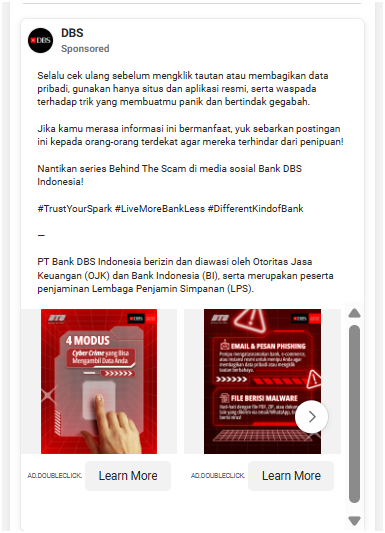 DBS
Sponsored
Selalu cek ulang sebelum mengklik tautan atau membagikan data
pribadi, gunakan hanya situs dan aplikasi resmi, serta waspada
terhadap trik yang membuatmu panik dan bertindak gegabah.
Jika kamu merasa informasi ini bermanfaat, yuk sebarkan postingan
ini kepada orang-orang terdekat agar mereka terhindar dari penipuan!
Nantikan series Behind The Scam di media sosial Bank DBS
Indonesia!
#TrustYourSpark #LiveMoreBankLess #DifferentKindofBank
—
PT Bank DBS Indonesia berizin dan diawasi oleh Otoritas Jasa
Keuangan (OJK) dan Bank Indonesia (BI), serta merupakan peserta
penjaminan Lembaga Penjamin Simpanan (LPS).
BTS
DBS
4 MODUS
Cyber Crime yang Bisa
Mengambil Data Anda
BTS
DBS
EMAIL & PESAN PHISHING
FILE BERISI MALWARE
AD.DOUBLECLICK.
Learn More
AD.DOUBLECLICK.
Learn More